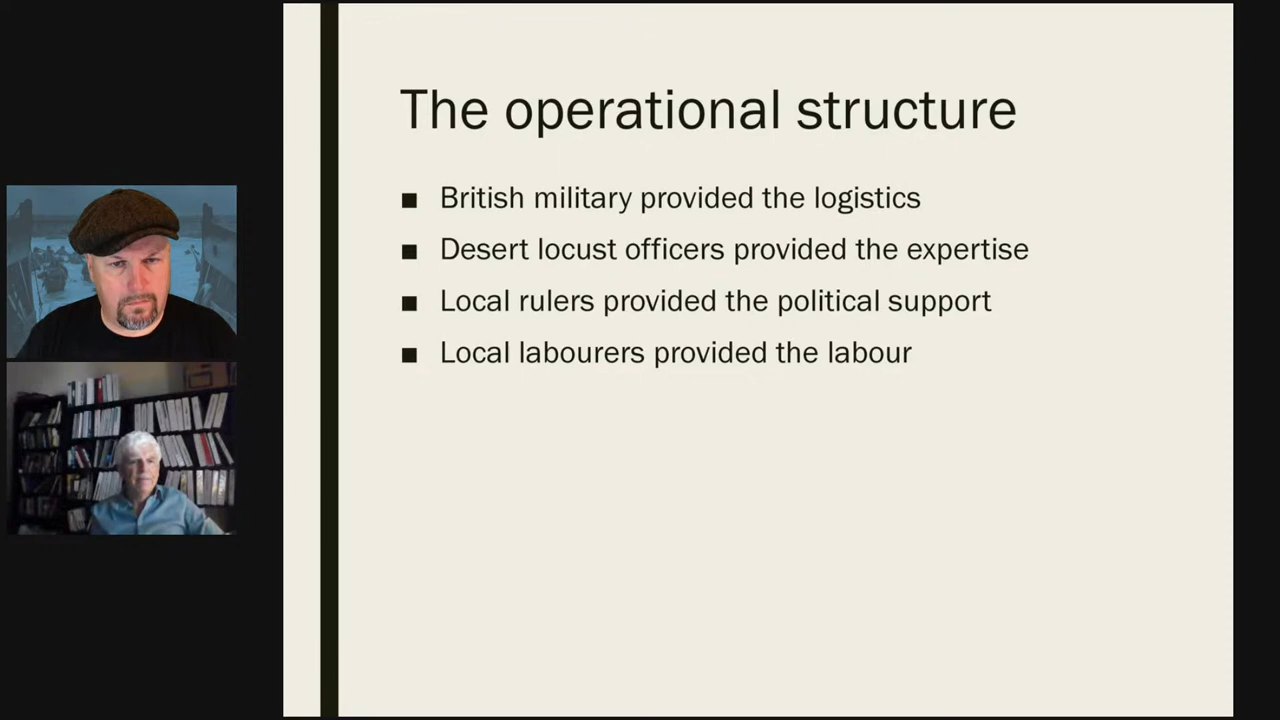 The operational structure
■ British military provided the logistics
■ Desert locust officers provided the expertise
■ Local rulers provided the political support
■ Local labourers provided the labour